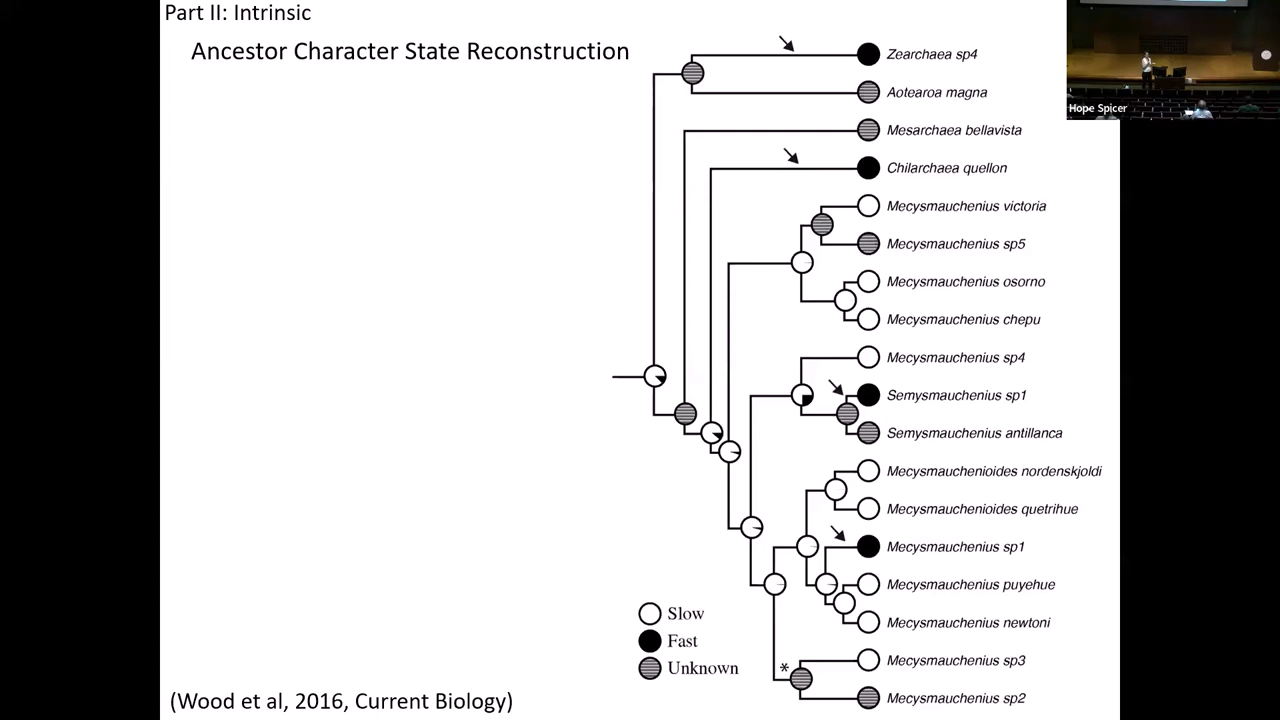 Part II: Intrinsic
Ancestor Character State Reconstruction
Hope Spicer
Zearchaea sp4
Aotearoa magna
Mesarchaea bellavista
Chilarchaea quellon
Mecysmauchenius victoria
Mecysmauchenius sp5
Mecysmauchenius osorno
Mecysmauchenius chepu
Mecysmauchenius sp4
Semysmauchenius sp1
Semysmauchenius antillanca
Mecysmauchenioides nordenskjoldi
Mecysmauchenioides quetrihue
Mecysmauchenius sp1
Mecysmauchenius puyehue
Mecysmauchenius newtoni
Mecysmauchenius sp3
Mecysmauchenius sp2
*
Slow
Fast
Unknown
(Wood et al, 2016, Current Biology)